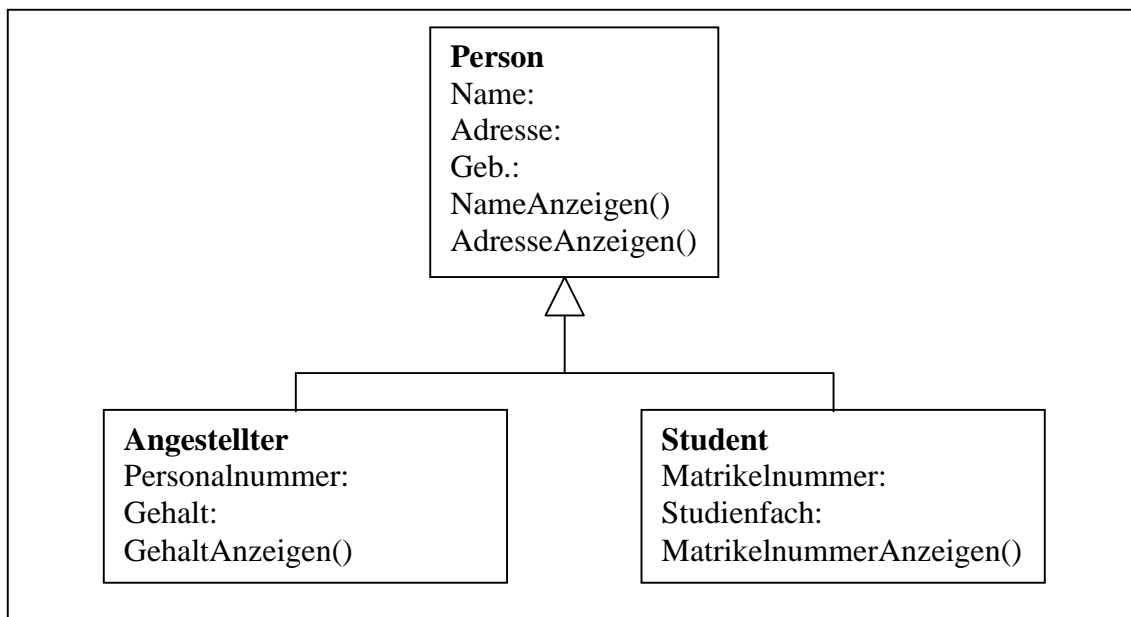 Person
Name:
Adresse:
Geb.:
NameAnzeigen()
AdresseAnzeigen()
Angestellter
Personalnummer:
Gehalt:
GehaltAnzeigen()
Student
Matrikelnummer:
Studienfach:
MatrikelnummerAnzeigen()